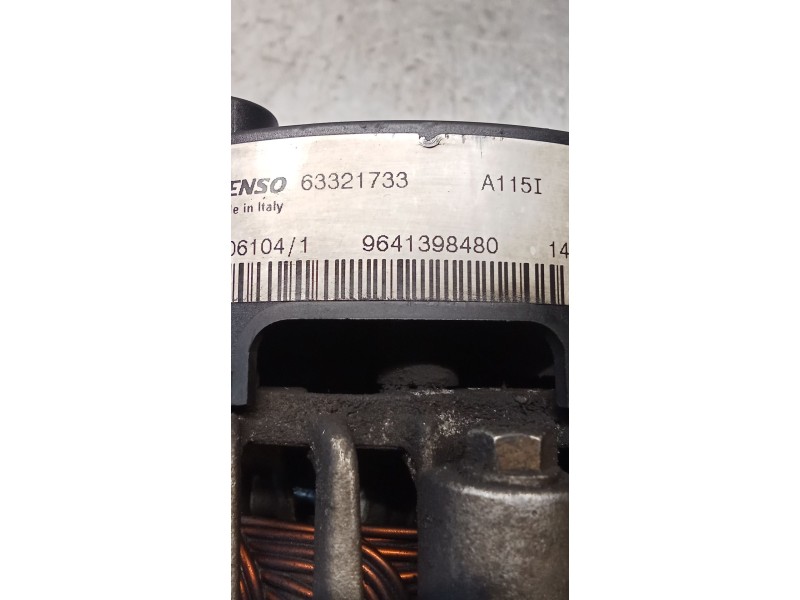 ENSO 63321733 A115I
e in Italy
06104/1 9641398480 14